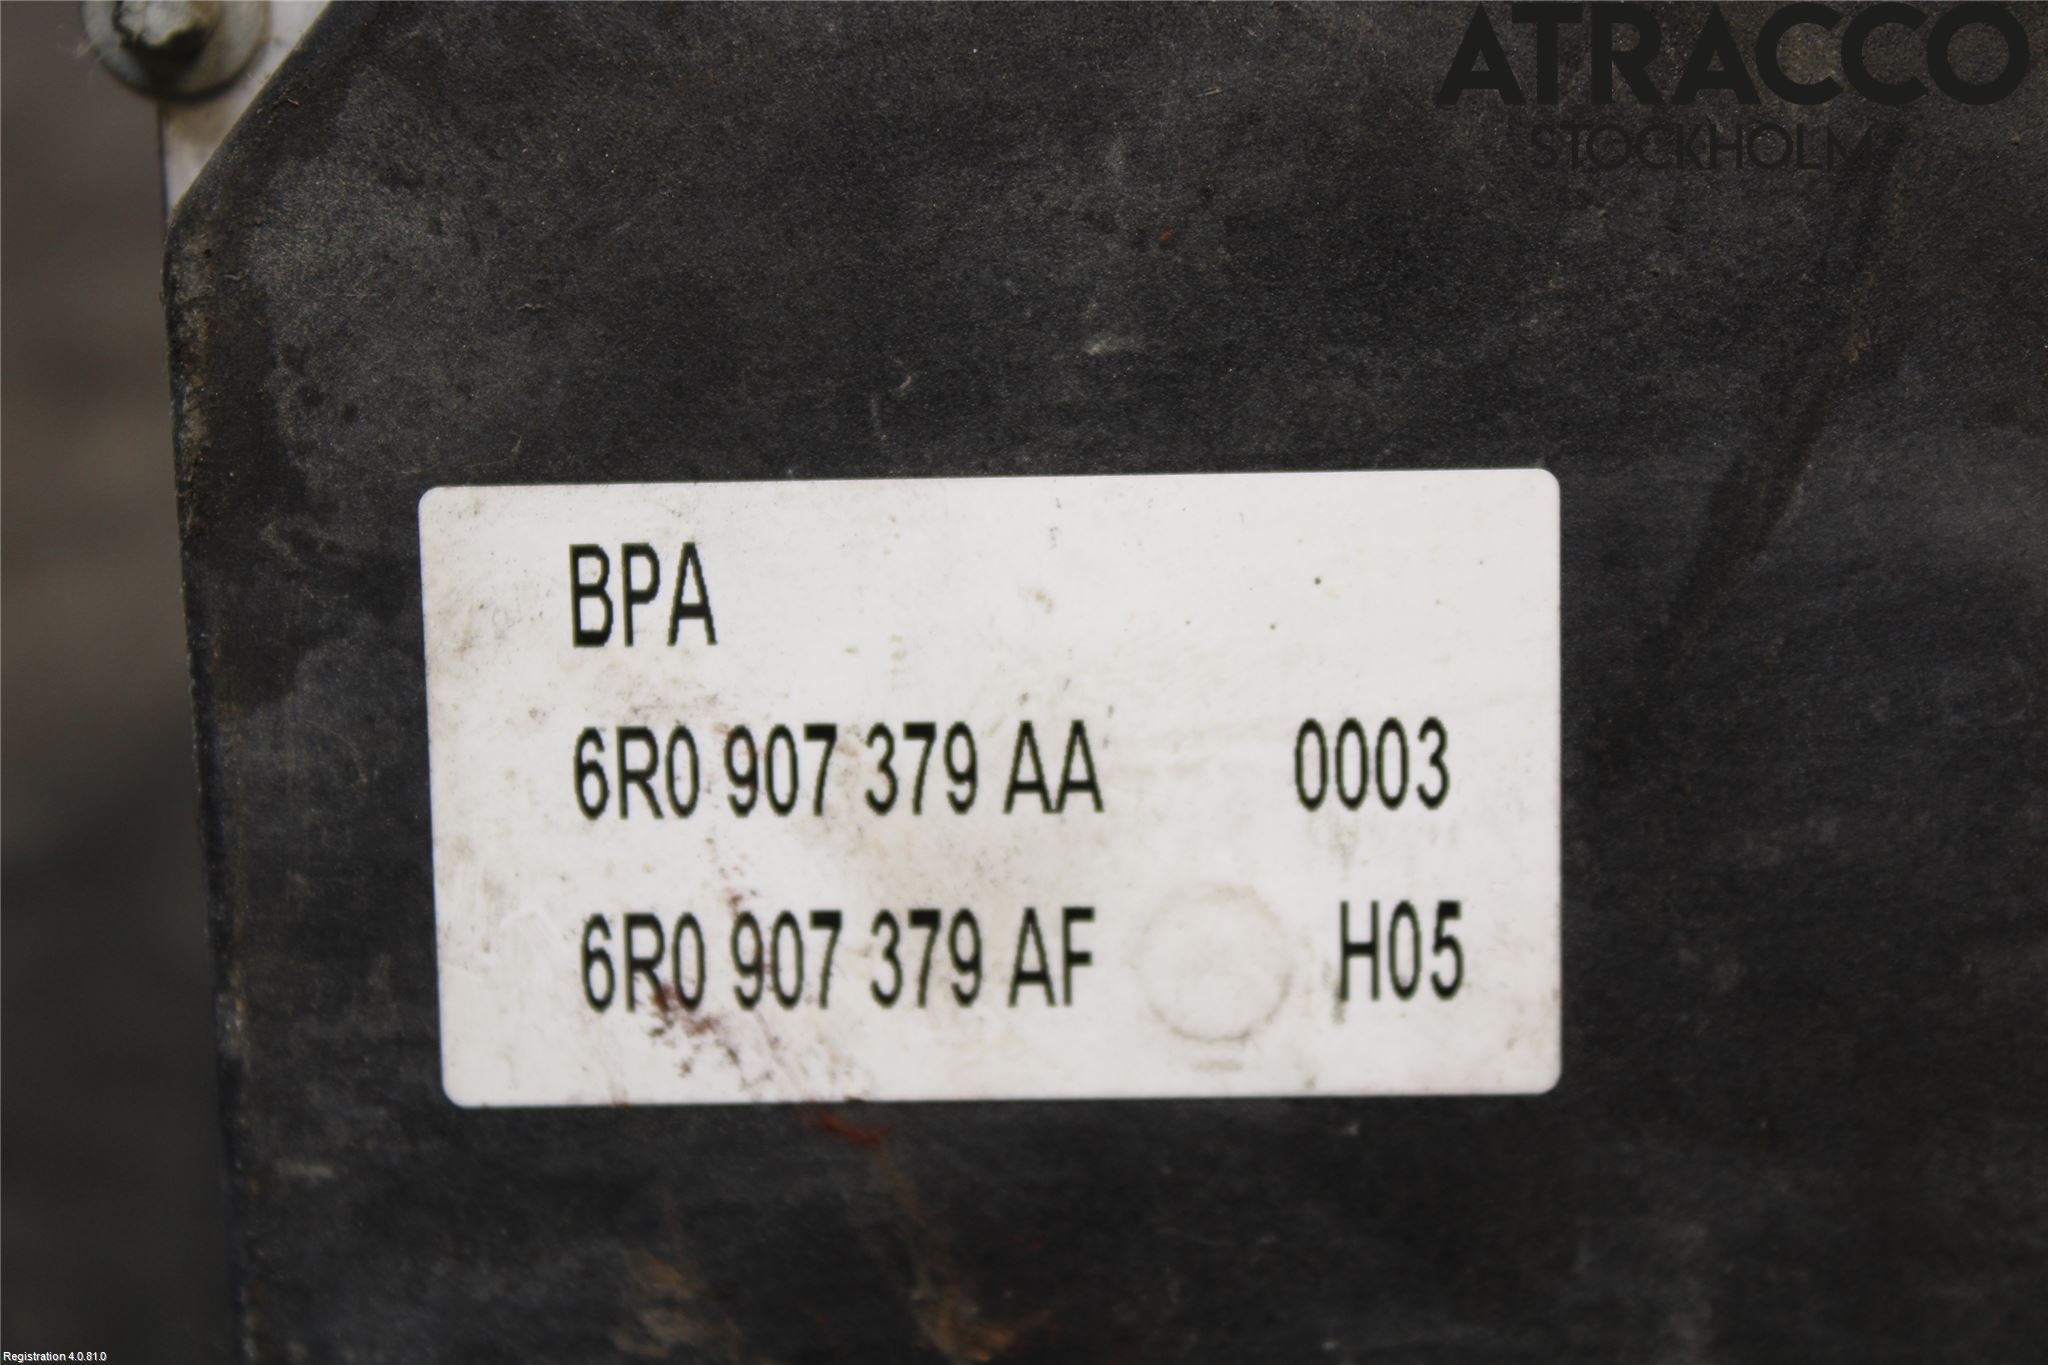 ATRACCO
STOCKHOLM
BPA
6R0 907 379 AA 0003
6R0 907 379 AF H05
Registration 4.0.81.0